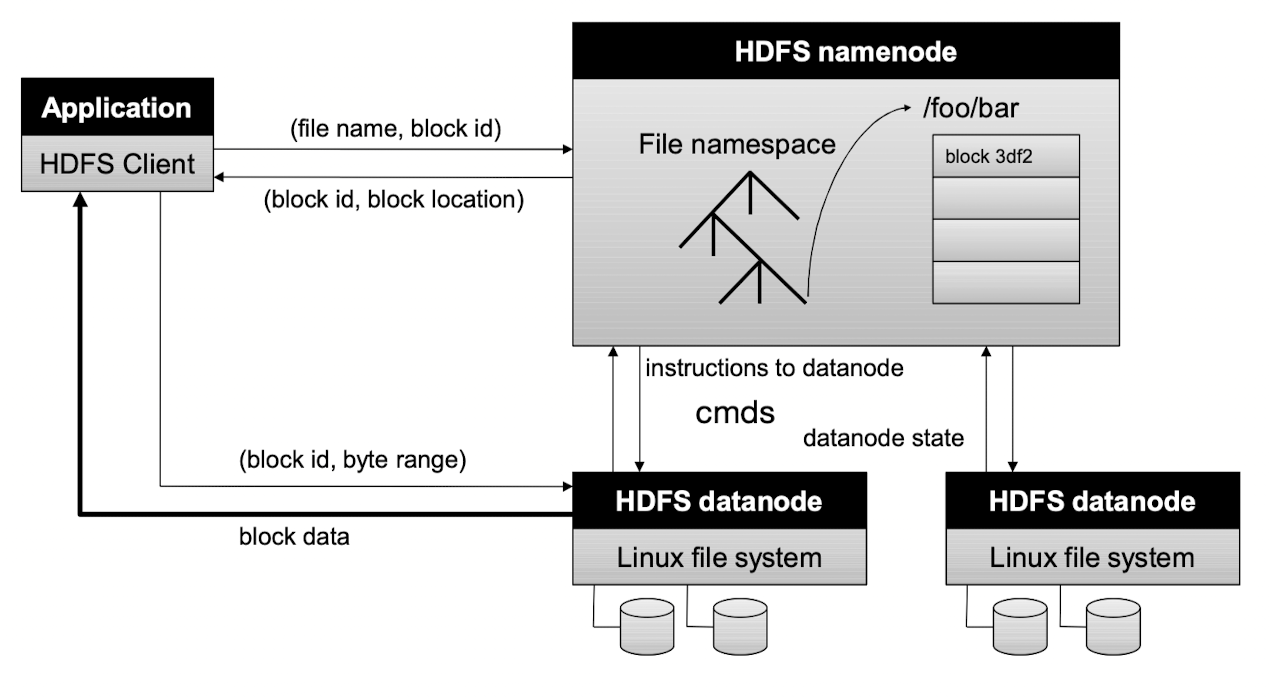 HDFS namenode
Application
HDFS Client
(file name, block id)
(block id, block location)
File namespace
/foo/bar
block 3df2
instructions to datanode
cmds
datanode state
(block id, byte range)
block data
HDFS datanode
Linux file system
HDFS datanode
Linux file system